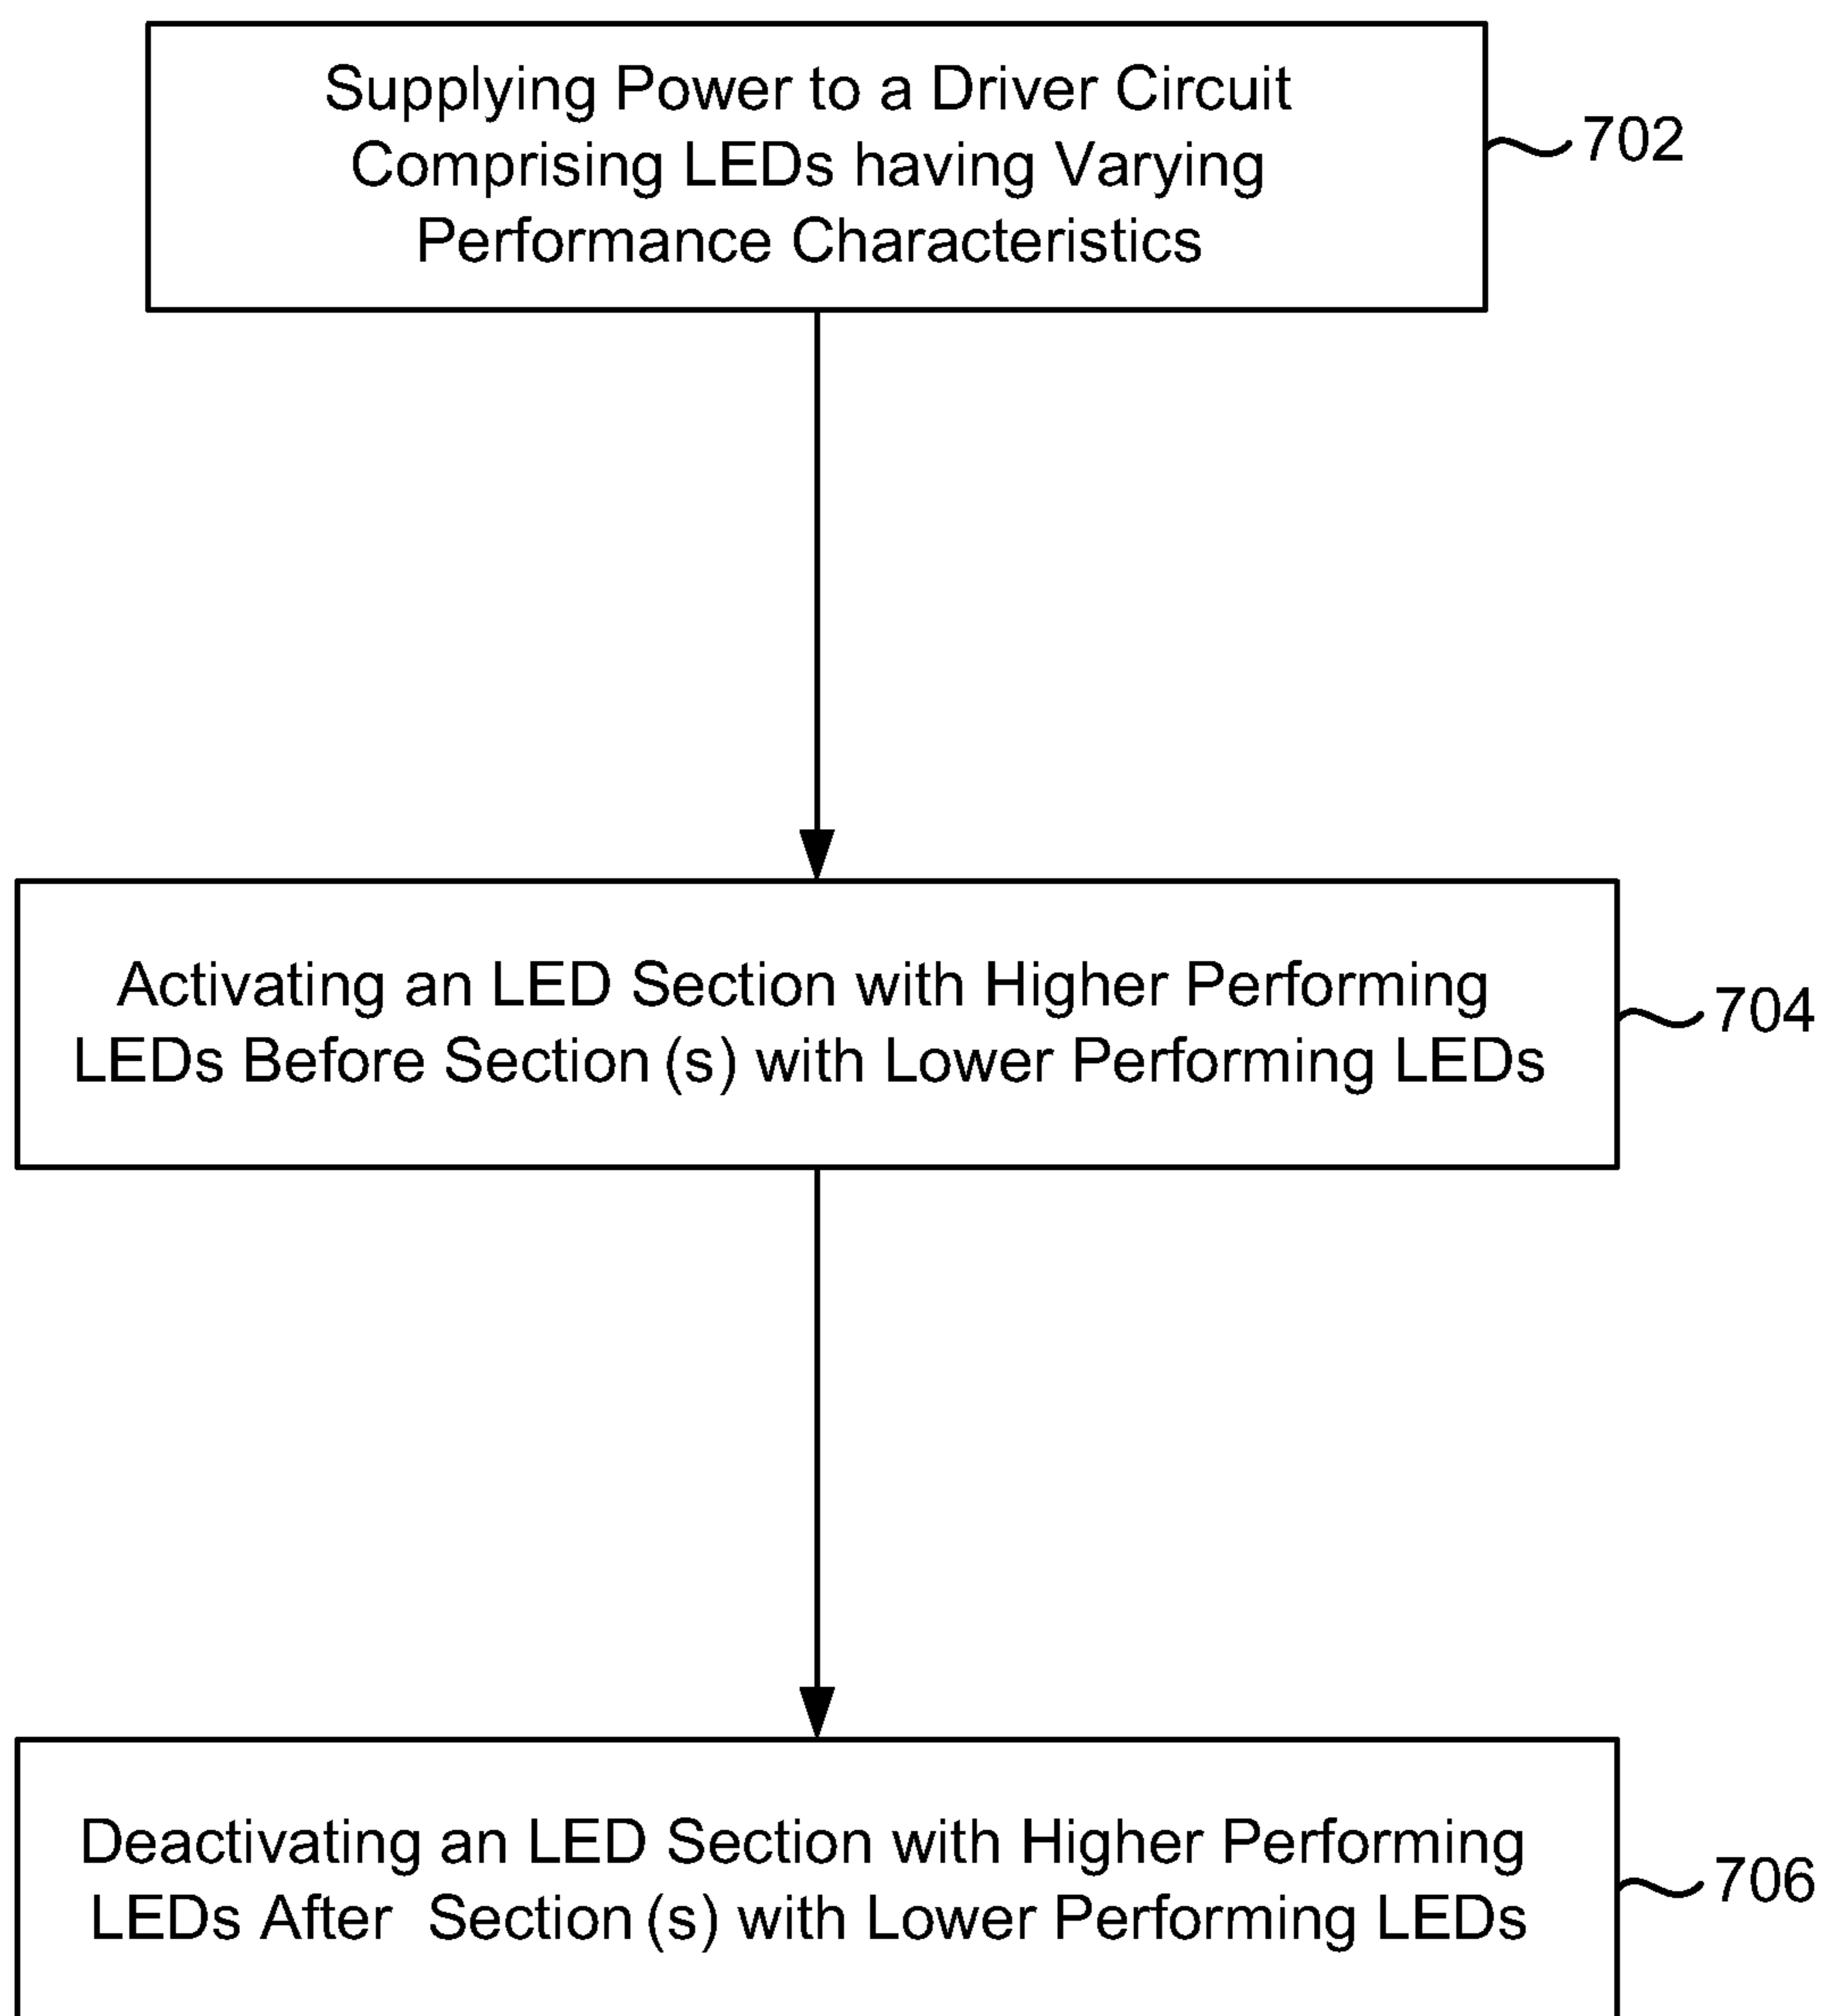 Supplying Power to a Driver Circuit
Comprising LEDs having Varying
Performance Characteristics
702
Activating an LED Section with Higher Performing
LEDs Before Section (s) with Lower Performing LEDs
704
Deactivating an LED Section with Higher Performing
LEDs After Section (s) with Lower Performing LEDs
706